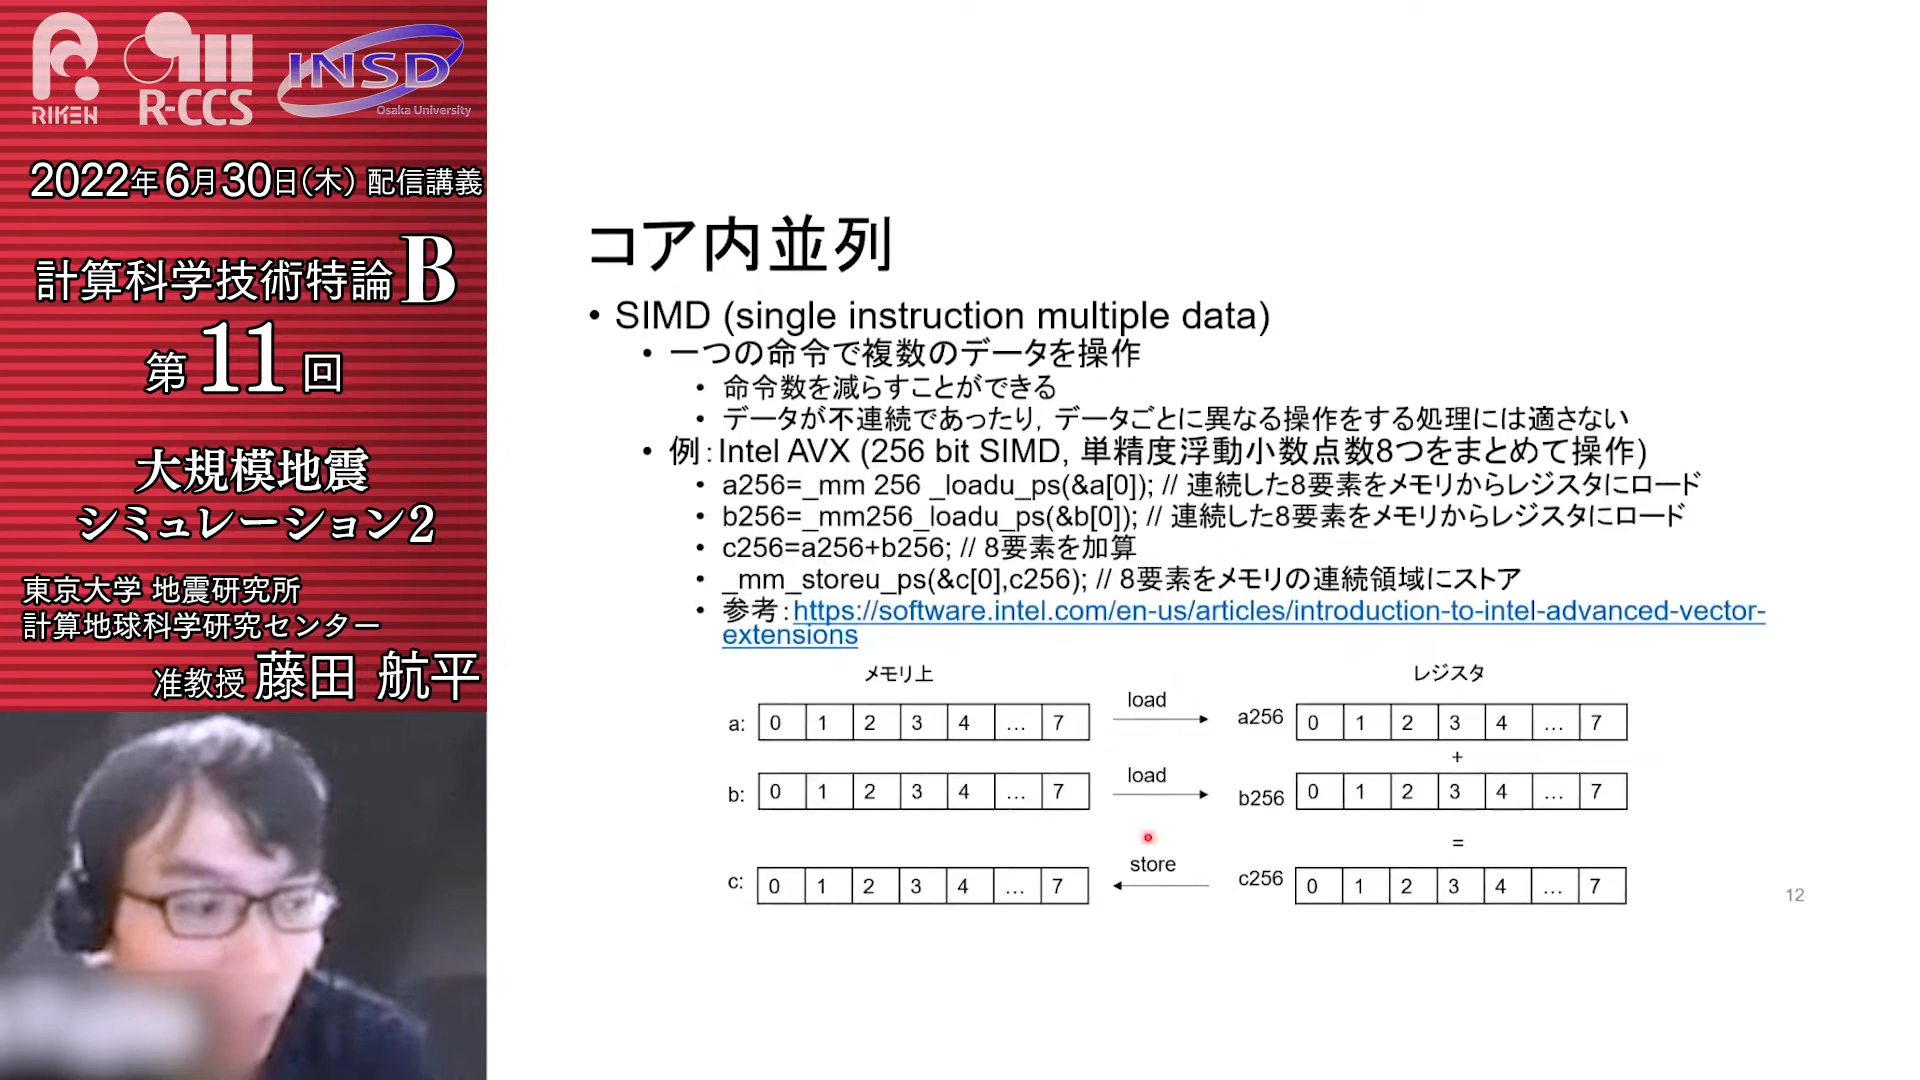 RIKEN
R-CCS
INSD
Osaka University
2022年6月30日(木) 配信講義
計算科学技術特論B
第11回
大規模地震
シミュレーション2
東京大学 地震研究所
計算地球科学研究センター
准教授 藤田 航平
コア内並列
• SIMD (single instruction multiple data)
• 一つの命令で複数のデータを操作
• 命令数を減らすことができる
• データが不連続であったり, データごとに異なる操作をする処理には適さない
• 例: Intel AVX (256 bit SIMD, 単精度浮動小数点数8つをまとめて操作)
• a256=_mm 256 _loadu_ps(&a[0]); // 連続した8要素をメモリからレジスタにロード
• b256=_mm256_loadu_ps(&b[0]); // 連続した8要素をメモリからレジスタにロード
• c256=a256+b256; // 8要素を加算
• _mm_storeu_ps(&c[0],c256); // 8要素をメモリの連続領域にストア
• 参考: https://software.intel.com/en-us/articles/introduction-to-intel-advanced-vector-
extensions
メモリ上 レジスタ
a: 0 1 2 3 4 … 7 load a256 0 1 2 3 4 … 7
+
b: 0 1 2 3 4 … 7 load b256 0 1 2 3 4 … 7
=
c: 0 1 2 3 4 … 7 store c256 0 1 2 3 4 … 7
12